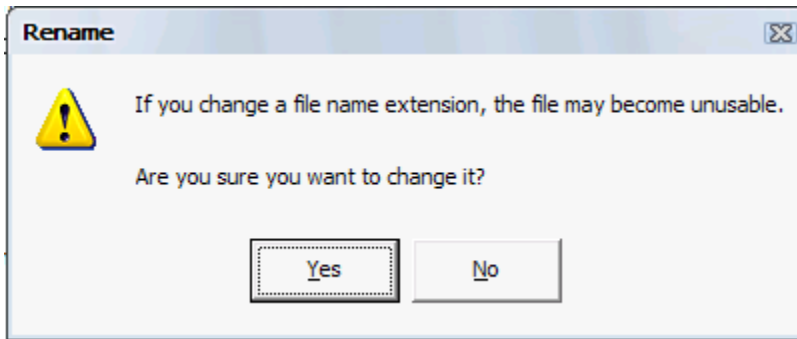 Rename
If you change a file name extension, the file may become unusable.
Are you sure you want to change it?
Yes
No